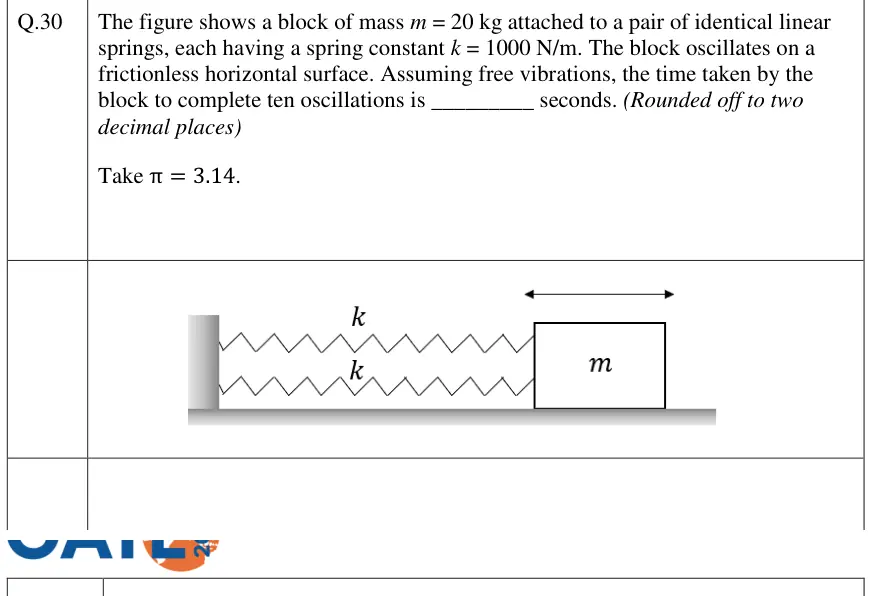 Q.30
The figure shows a block of mass m = 20 kg attached to a pair of identical linear
springs, each having a spring constant k = 1000 N/m. The block oscillates on a
frictionless horizontal surface. Assuming free vibrations, the time taken by the
block to complete ten oscillations is _________ seconds. (Rounded off to two
decimal places)
Take π = 3.14.
k
k
m